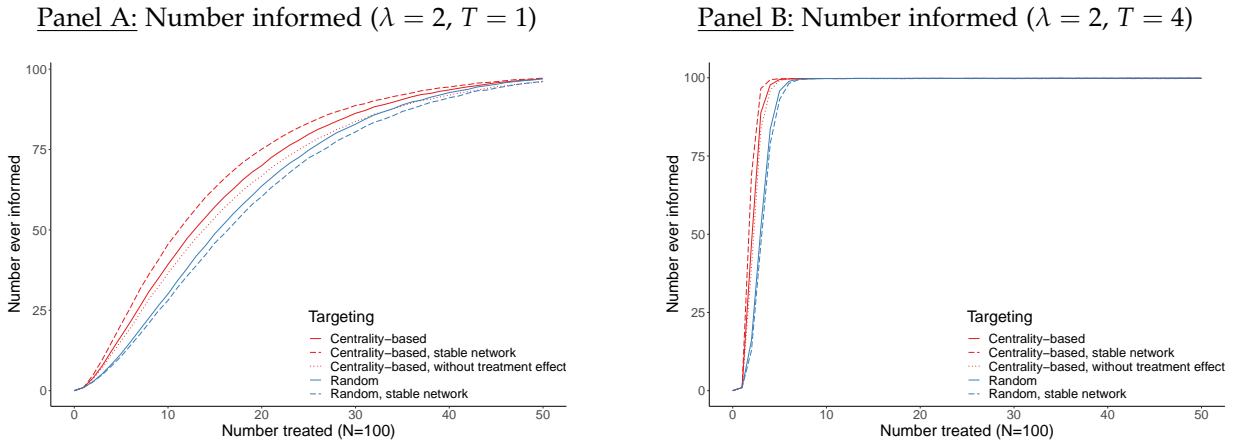 Panel A: Number informed (λ = 2, T = 1)
100
75
50
25
0
Number ever informed
0 10 20 30 40 50
Number treated (N=100)
Targeting
Centrality−based
Centrality−based, stable network
Centrality−based, without treatment effect
Random
Random, stable network
Panel B: Number informed (λ = 2, T = 4)
100
75
50
25
0
Number ever informed
0 10 20 30 40 50
Number treated (N=100)
Targeting
Centrality−based
Centrality−based, stable network
Centrality−based, without treatment effect
Random
Random, stable network